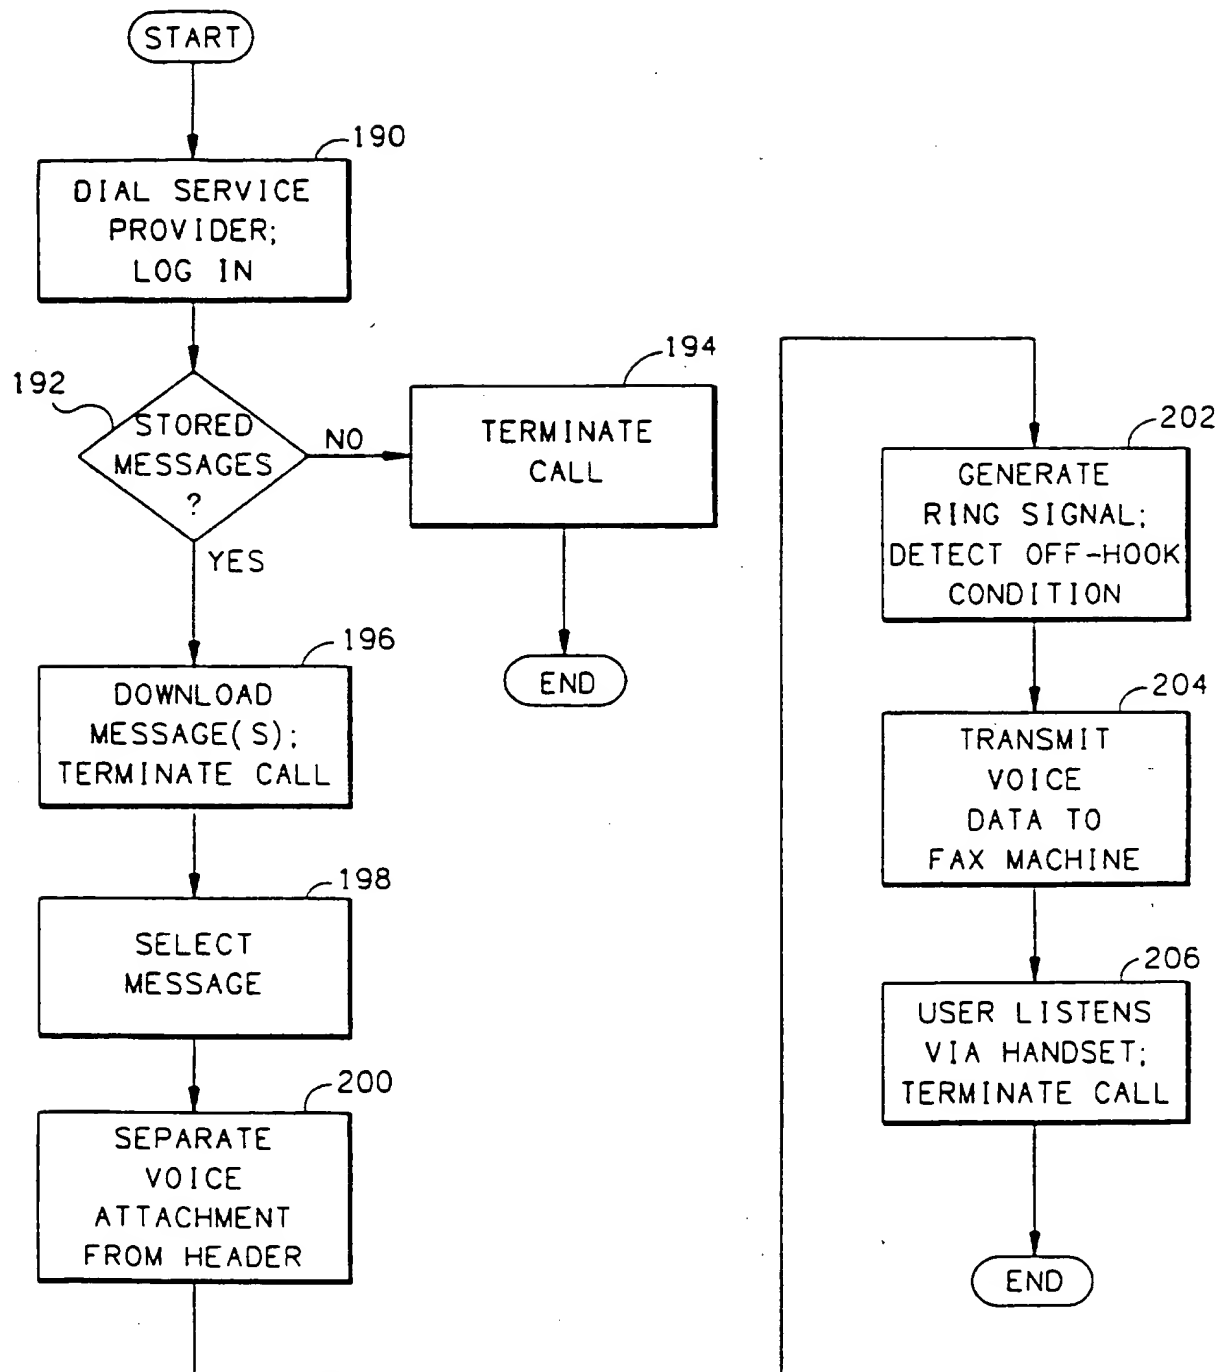 START
190
DIAL SERVICE
PROVIDER;
LOG IN
192
STORED
MESSAGES
?
NO
YES
194
TERMINATE
CALL
END
196
DOWNLOAD
MESSAGE(S);
TERMINATE CALL
198
SELECT
MESSAGE
200
SEPARATE
VOICE
ATTACHMENT
FROM HEADER
202
GENERATE
RING SIGNAL;
DETECT OFF-HOOK
CONDITION
204
TRANSMIT
VOICE
DATA TO
FAX MACHINE
206
USER LISTENS
VIA HANDSET;
TERMINATE CALL
END